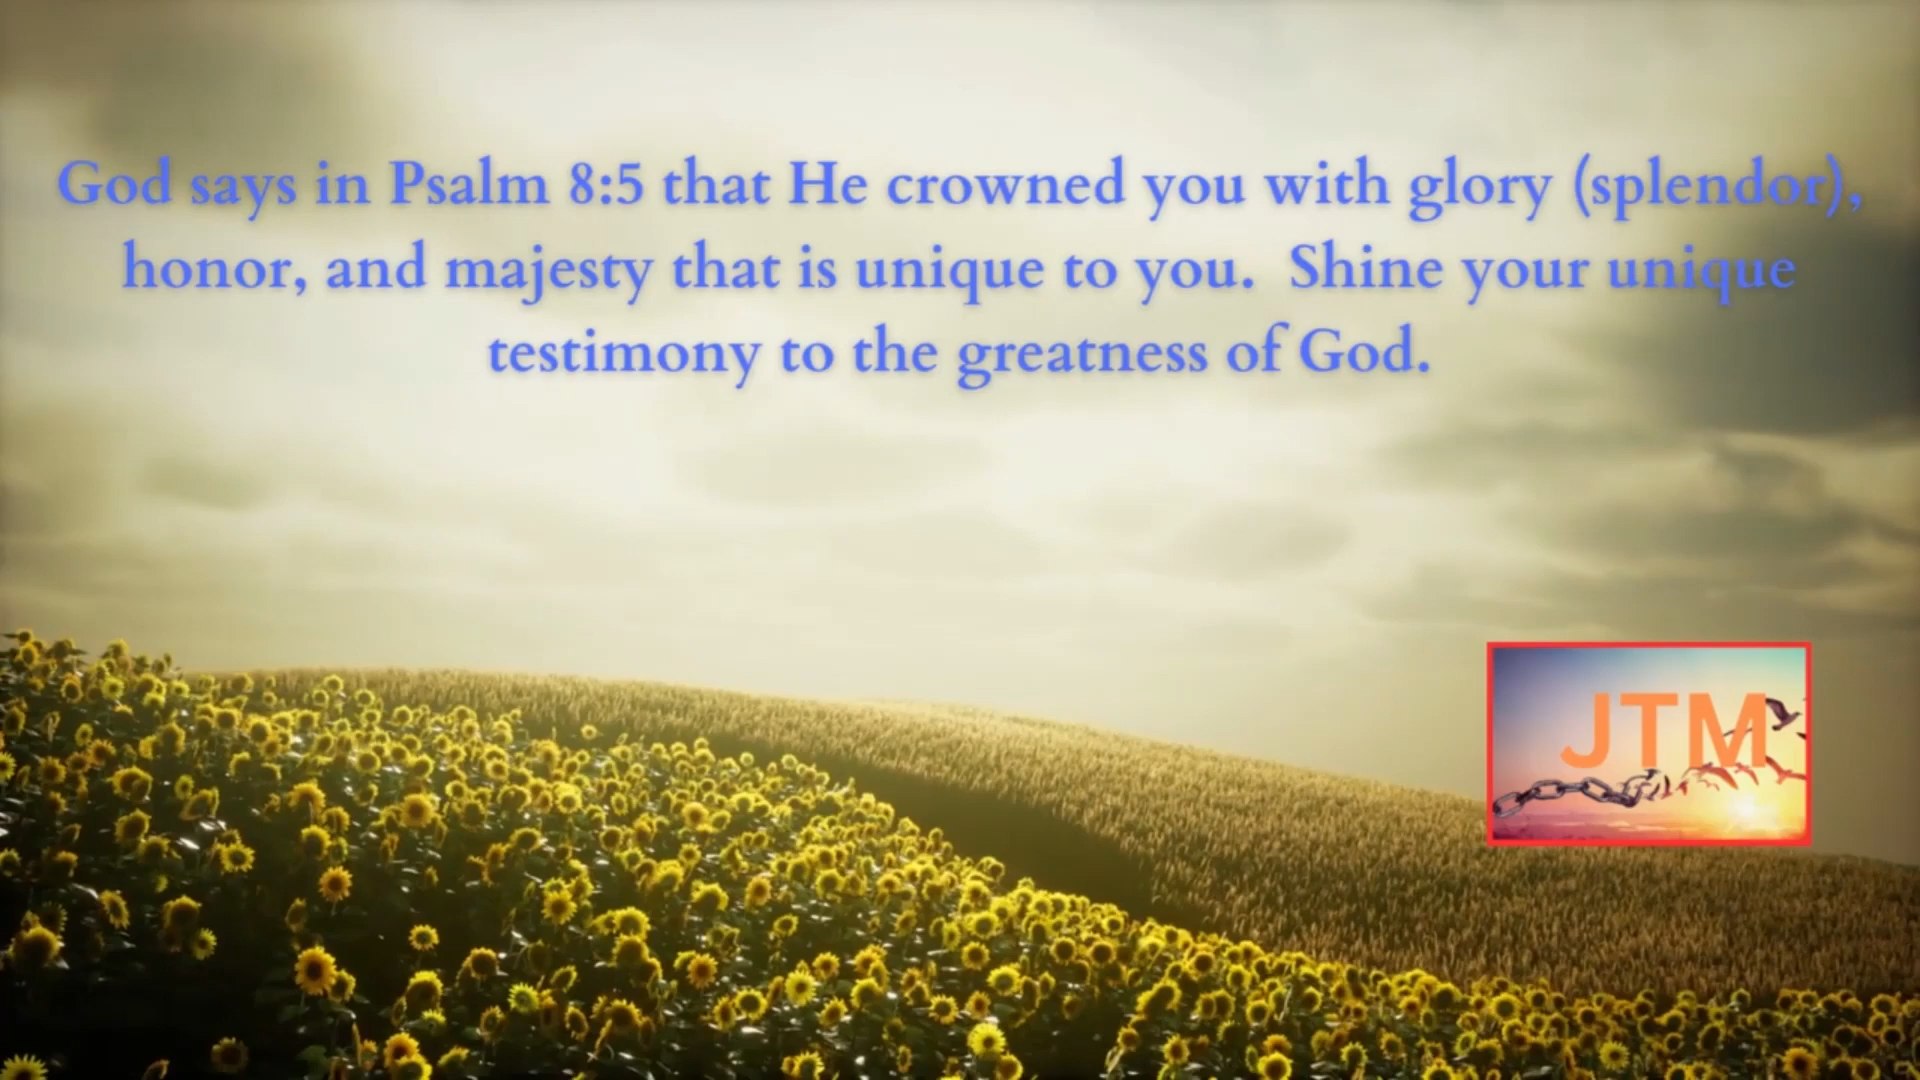 God says in Psalm 8:5 that He crowned you with glory (splendor),
honor, and majesty that is unique to you.  Shine your unique
testimony to the greatness of God.
JTM